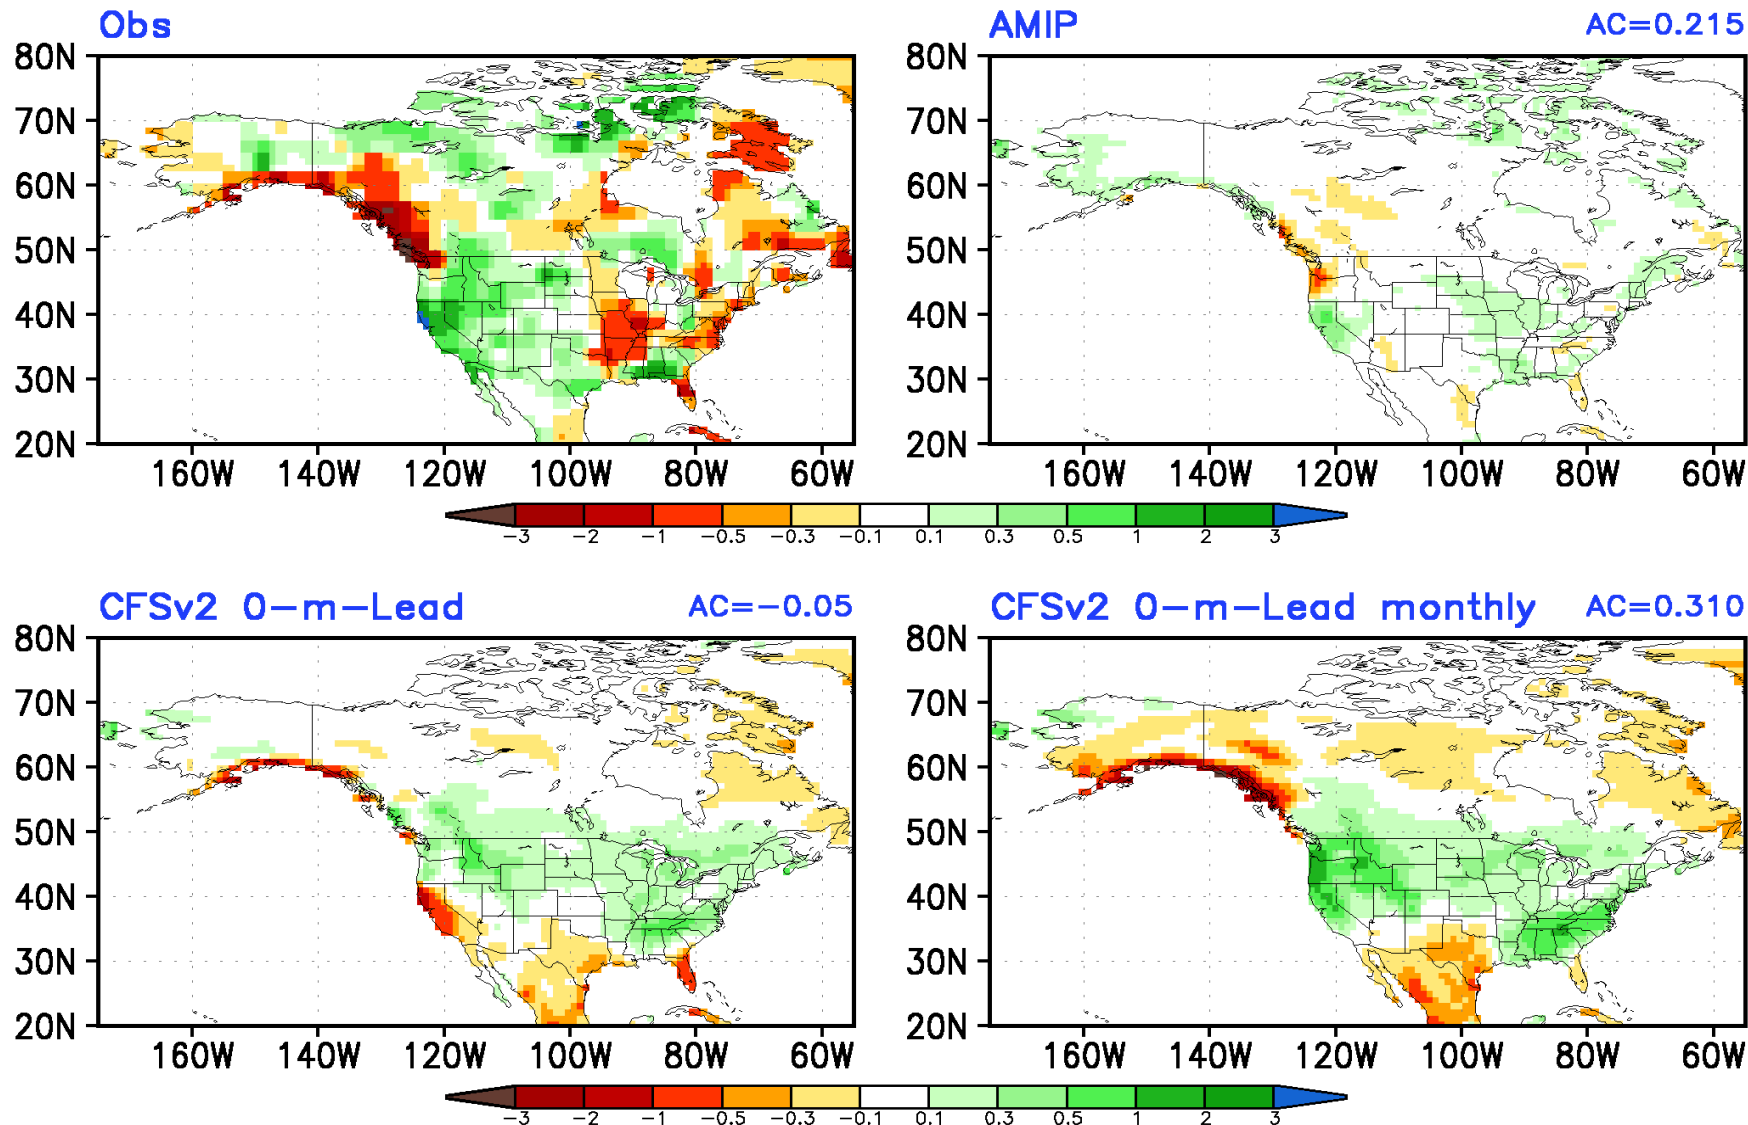 Obs
AMIP AC=0.215
80N 80N
70N 70N
60N 60N
50N 50N
40N 40N
30N 30N
20N 20N
160W 140W 120W 100W 80W 60W 160W 140W 120W 100W 80W 60W
-3 -2 -1 -0.5 -0.3 -0.1 0.1 0.3 0.5 1 2 3
CFSv2 0-m-Lead AC=-0.05
CFSv2 0-m-Lead monthly AC=0.310
80N 80N
70N 70N
60N 60N
50N 50N
40N 40N
30N 30N
20N 20N
160W 140W 120W 100W 80W 60W 160W 140W 120W 100W 80W 60W
-3 -2 -1 -0.5 -0.3 -0.1 0.1 0.3 0.5 1 2 3